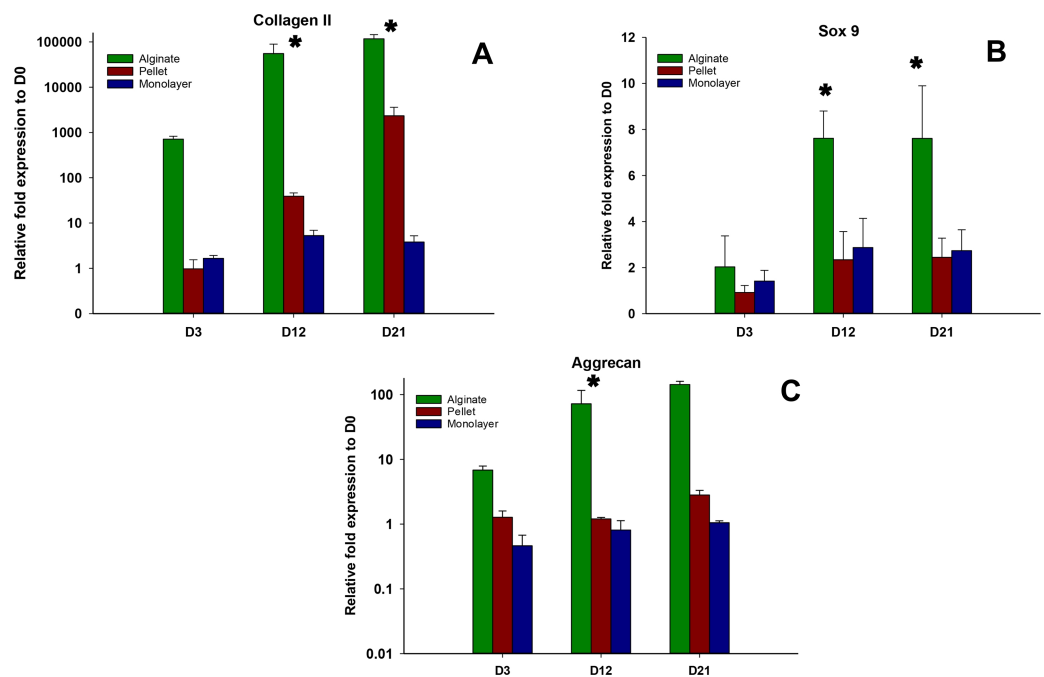 Collagen II
A
Relative fold expression to D0
100000
10000
1000
100
10
1
0
Alginate
Pellet
Monolayer
*
*
D3 D12 D21
Sox 9
B
Relative fold expression to D0
12
10
8
6
4
2
0
Alginate
Pellet
Monolayer
*
*
D3 D12 D21
Aggrecan
C
Relative fold expression to D0
100
10
1
0.1
0.01
Alginate
Pellet
Monolayer
*
D3 D12 D21